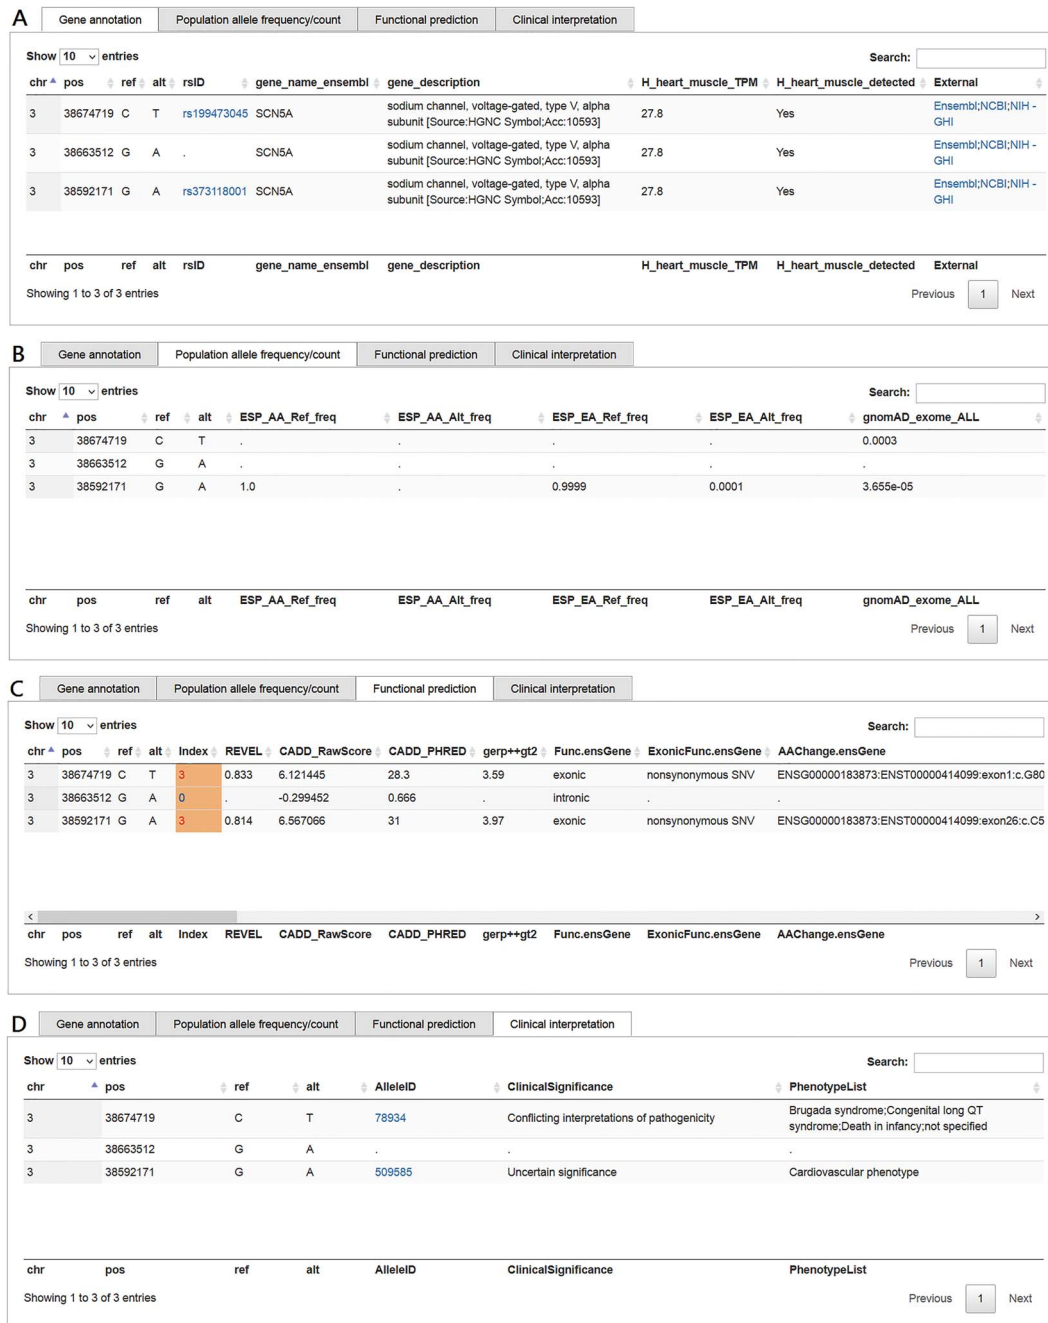 A Gene annotation Population allele frequency/count Functional prediction Clinical interpretation
Show 10 entries Search:
chr pos ref alt rsID gene_name_ensembl gene_description H_heart_muscle_TPM H_heart_muscle_detected External
3 38674719 C T rs199473045 SCN5A sodium channel, voltage-gated, type V, alpha subunit [Source:HGNC Symbol;Acc:10593] 27.8 Yes Ensembl;NCBI;NIH - GHI
3 38663512 G A . SCN5A sodium channel, voltage-gated, type V, alpha subunit [Source:HGNC Symbol;Acc:10593] 27.8 Yes Ensembl;NCBI;NIH - GHI
3 38592171 G A rs373118001 SCN5A sodium channel, voltage-gated, type V, alpha subunit [Source:HGNC Symbol;Acc:10593] 27.8 Yes Ensembl;NCBI;NIH - GHI
chr pos ref alt rsID gene_name_ensembl gene_description H_heart_muscle_TPM H_heart_muscle_detected External
Showing 1 to 3 of 3 entries Previous 1 Next
B Gene annotation Population allele frequency/count Functional prediction Clinical interpretation
Show 10 entries Search:
chr pos ref alt ESP_AA_Ref_freq ESP_AA_Alt_freq ESP_EA_Ref_freq ESP_EA_Alt_freq gnomAD_exome_ALL
3 38674719 C T . . . . 0.0003
3 38663512 G A . . . . .
3 38592171 G A 1.0 . 0.9999 0.0001 3.655e-05
chr pos ref alt ESP_AA_Ref_freq ESP_AA_Alt_freq ESP_EA_Ref_freq ESP_EA_Alt_freq gnomAD_exome_ALL
Showing 1 to 3 of 3 entries Previous 1 Next
C Gene annotation Population allele frequency/count Functional prediction Clinical interpretation
Show 10 entries Search:
chr pos ref alt Index REVEL CADD_RawScore CADD_PHRED gerp++gt2 Func.ensGene ExonicFunc.ensGene AAChange.ensGene
3 38674719 C T 3 0.833 6.121445 28.3 3.59 exonic nonsynonymous SNV ENSG00000183873:ENST00000414099:exon1:c.G80
3 38663512 G A 0 . -0.299452 0.666 . intronic . .
3 38592171 G A 3 0.814 6.567066 31 3.97 exonic nonsynonymous SNV ENSG00000183873:ENST00000414099:exon26:c.C5
chr pos ref alt Index REVEL CADD_RawScore CADD_PHRED gerp++gt2 Func.ensGene ExonicFunc.ensGene AAChange.ensGene
Showing 1 to 3 of 3 entries Previous 1 Next
D Gene annotation Population allele frequency/count Functional prediction Clinical interpretation
Show 10 entries Search:
chr pos ref alt AlleleID ClinicalSignificance PhenotypeList
3 38674719 C T 78934 Conflicting interpretations of pathogenicity Brugada syndrome;Congenital long QT syndrome;Death in infancy;not specified
3 38663512 G A . . .
3 38592171 G A 509585 Uncertain significance Cardiovascular phenotype
chr pos ref alt AlleleID ClinicalSignificance PhenotypeList
Showing 1 to 3 of 3 entries Previous 1 Next